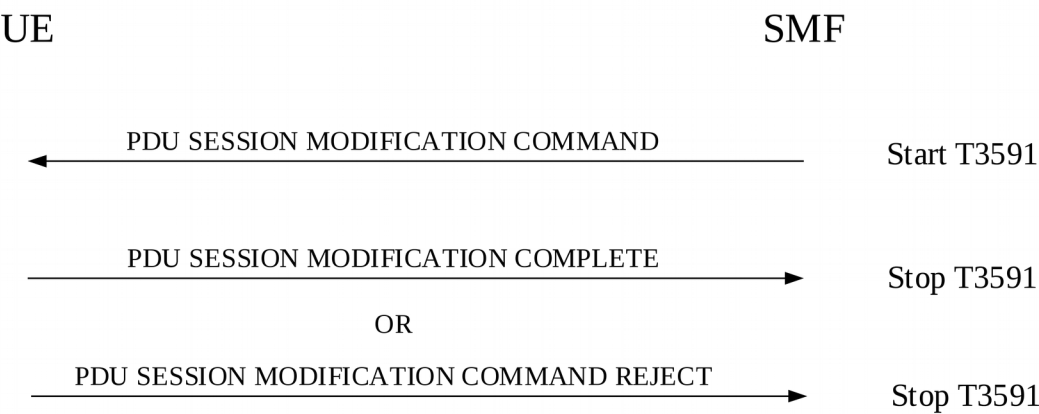 UE SMF
PDU SESSION MODIFICATION COMMAND Start T3591
PDU SESSION MODIFICATION COMPLETE Stop T3591
OR
PDU SESSION MODIFICATION COMMAND REJECT Stop T3591